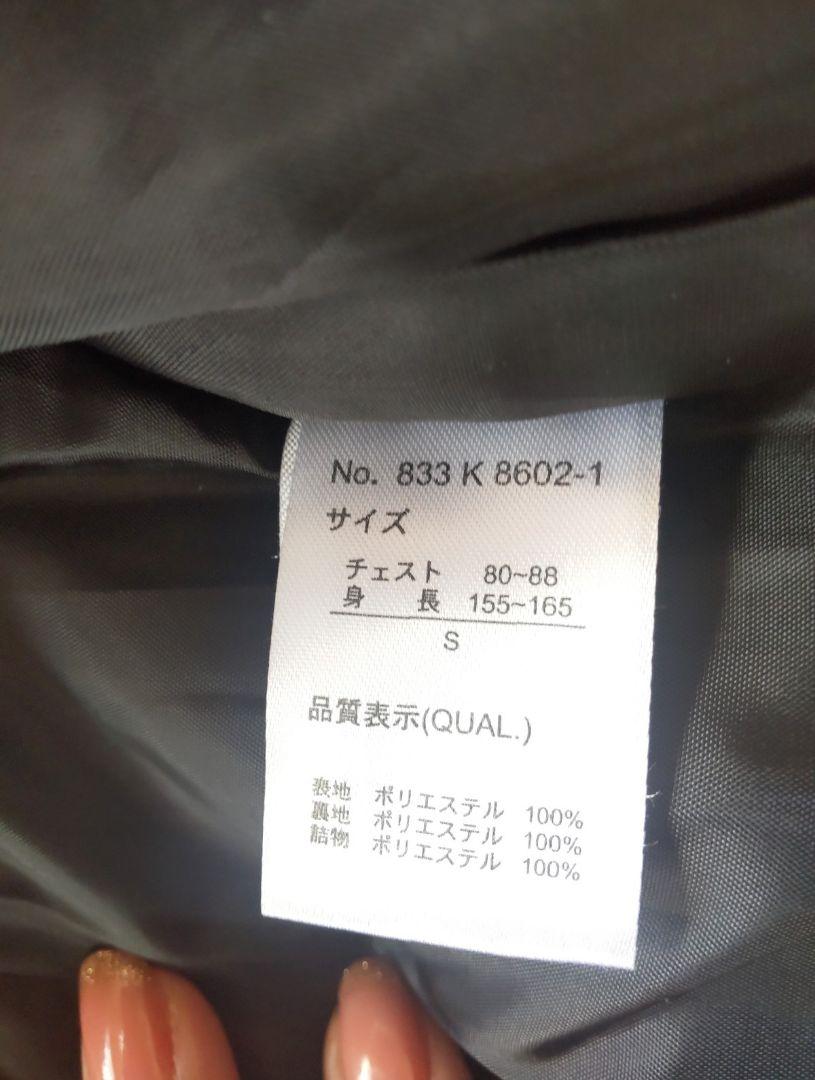 No. 833 K 8602-1
サイズ
チェスト 80~88
身長 155~165
S
品質表示(QUAL.)
表地 ポリエステル 100%
裏地 ポリエステル 100%
詰物 ポリエステル 100%